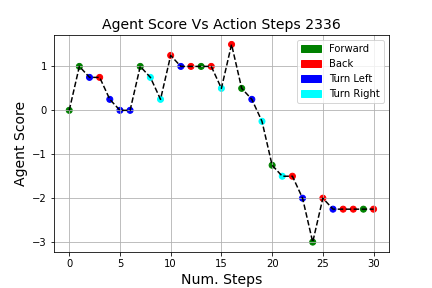 Agent Score Vs Action Steps 2336
Forward
Back
Turn Left
Turn Right
Agent Score
1
0
−1
−2
−3
0 5 10 15 20 25 30
Num. Steps